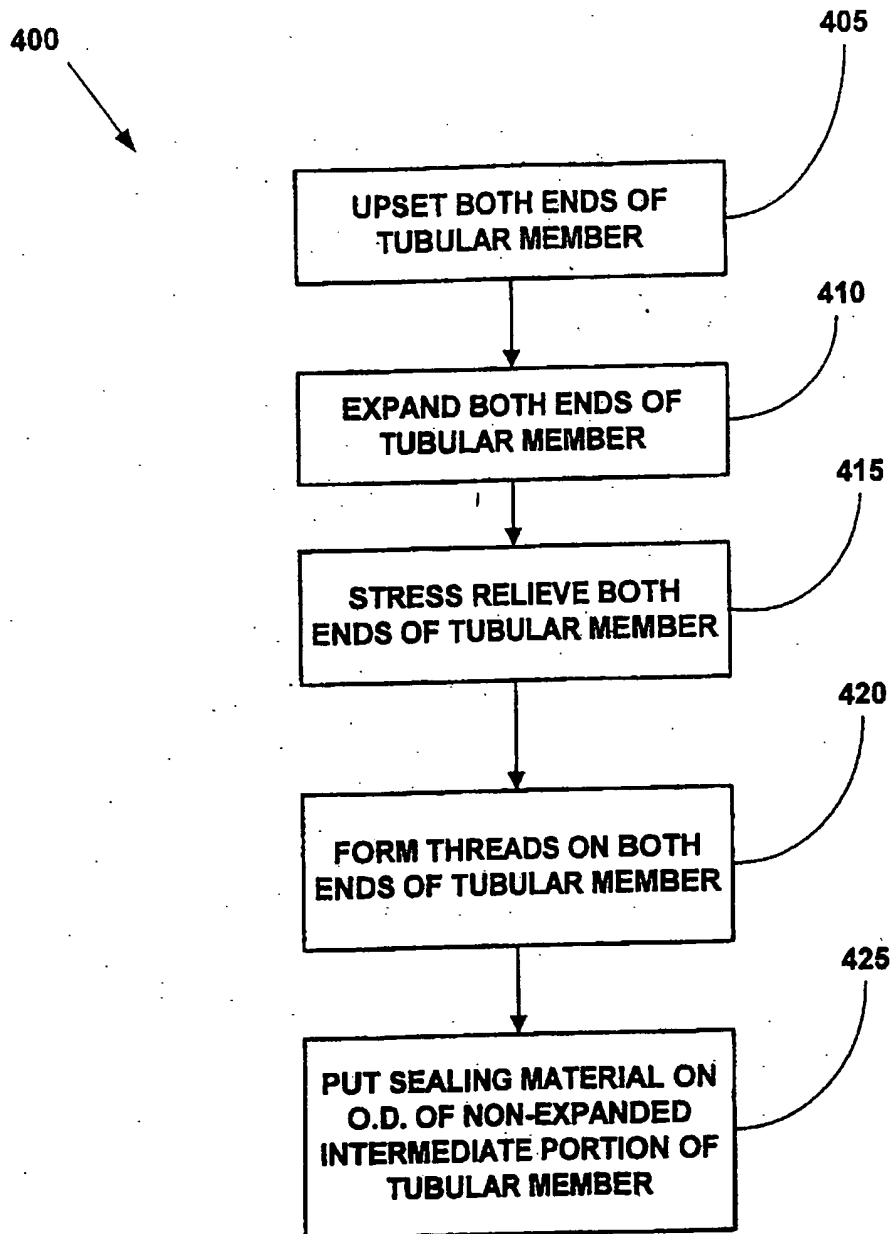 400
405
UPSET BOTH ENDS OF
TUBULAR MEMBER
410
EXPAND BOTH ENDS OF
TUBULAR MEMBER
415
STRESS RELIEVE BOTH
ENDS OF TUBULAR MEMBER
420
FORM THREADS ON BOTH
ENDS OF TUBULAR MEMBER
425
PUT SEALING MATERIAL ON
O.D. OF NON-EXPANDED
INTERMEDIATE PORTION OF
TUBULAR MEMBER